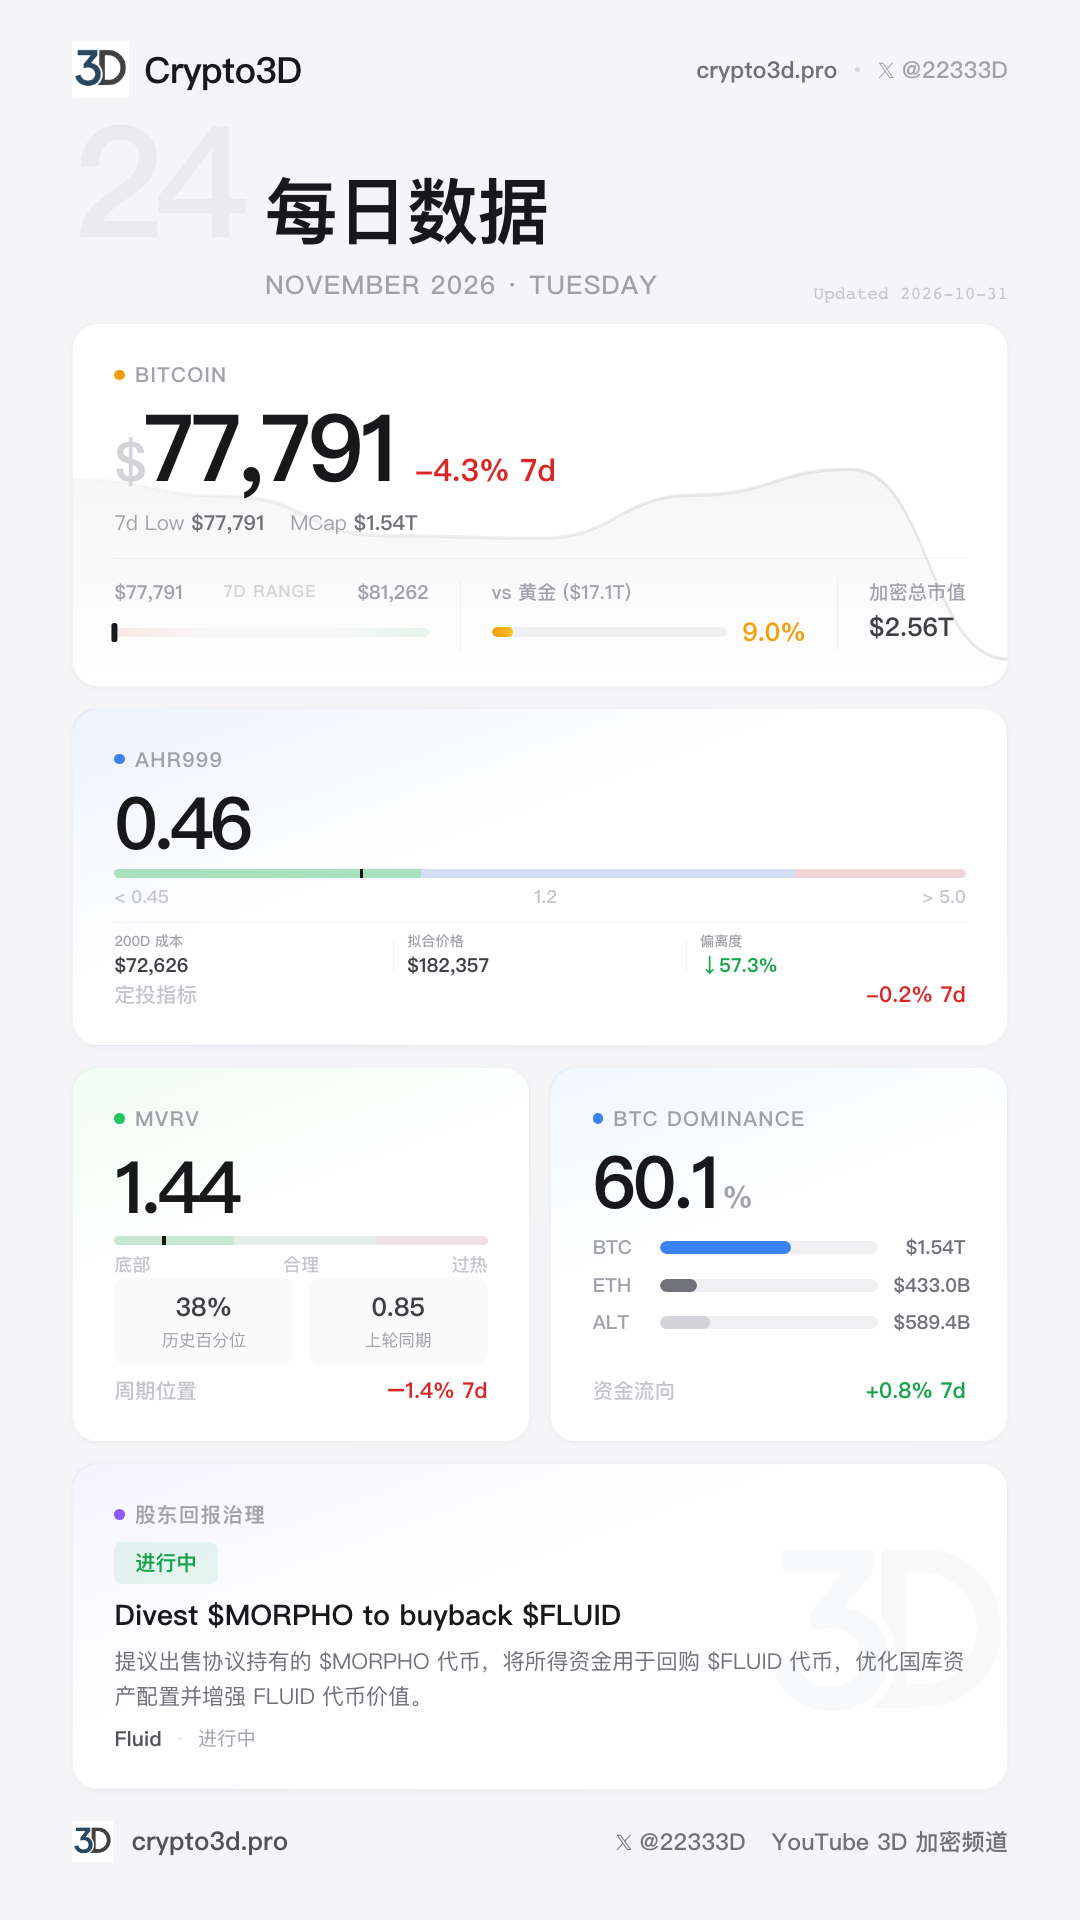 3D Crypto3D
crypto3d.pro · 𝕏 @22333D
24 每日数据
NOVEMBER 2026 · TUESDAY
Updated 2026-10-31
BITCOIN
$77,791 −4.3% 7d
7d Low $77,791 MCap $1.54T
$77,791 7D RANGE $81,262
vs 黄金 ($17.1T)
9.0%
加密总市值
$2.56T
AHR999
0.46
< 0.45 1.2 > 5.0
200D 成本 拟合价格 偏离度
$72,626 $182,357 ↓57.3%
定投指标 −0.2% 7d
MVRV
1.44
底部 合理 过热
38% 0.85
历史百分位 上轮同期
周期位置 −1.4% 7d
BTC DOMINANCE
60.1%
BTC $1.54T
ETH $433.0B
ALT $589.4B
资金流向 +0.8% 7d
股东回报治理
进行中
Divest $MORPHO to buyback $FLUID
提议出售协议持有的 $MORPHO 代币，将所得资金用于回购 $FLUID 代币，优化国库资
产配置并增强 FLUID 代币价值。
Fluid · 进行中
3D
3D crypto3d.pro
𝕏 @22333D YouTube 3D 加密频道